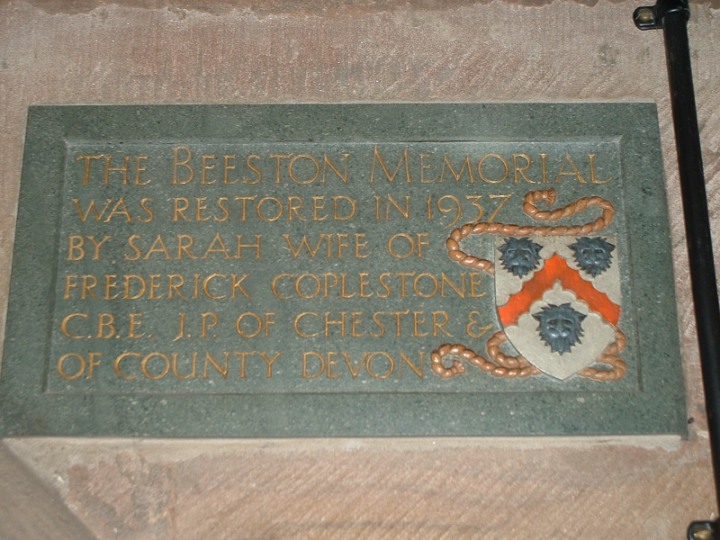 THE BEESTON MEMORIAL
WAS RESTORED IN 1937
BY SARAH WIFE OF
FREDERICK COPLESTONE
C.B.E. J.P. OF CHESTER &
OF COUNTY DEVON